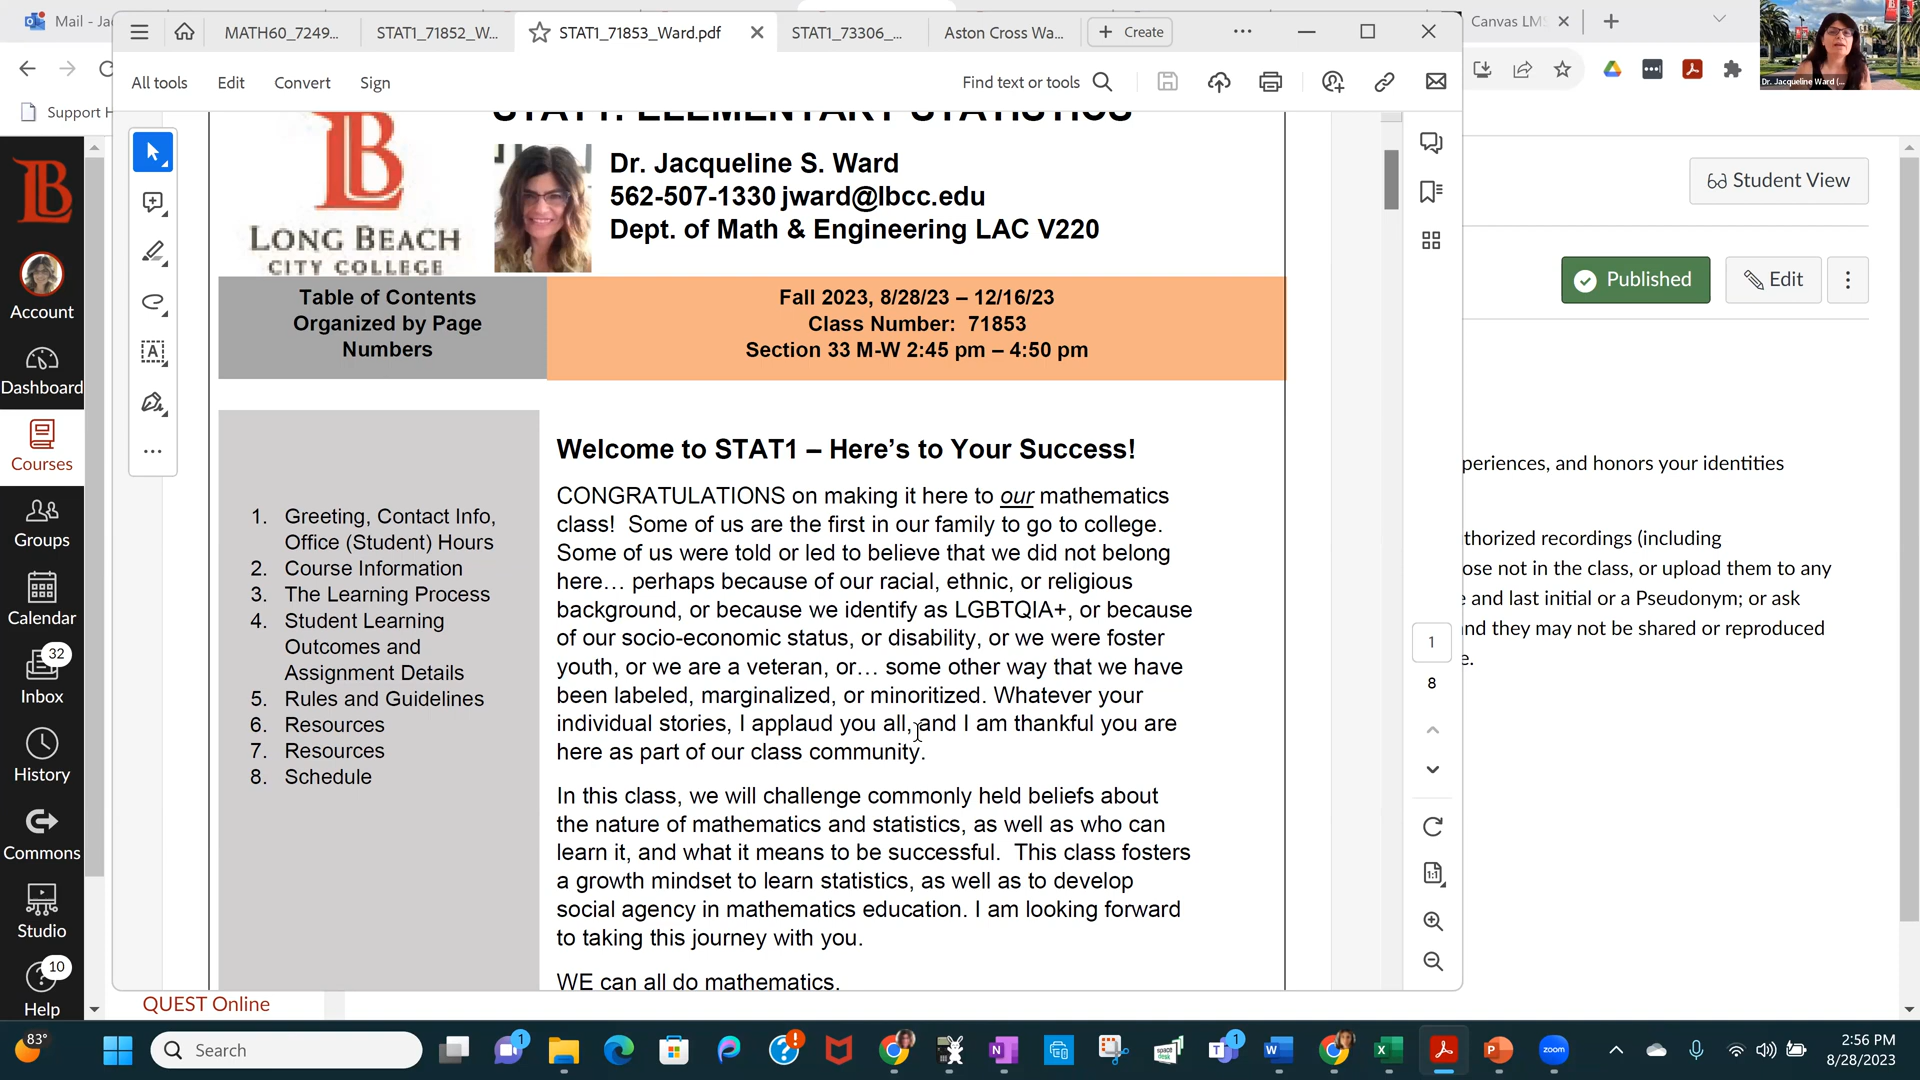 Mail - Ja
Canvas LM
MATH60_7249...
STAT1_71852_W...
STAT1_71853_Ward.pdf
STAT1_73306_...
Aston Cross Wa...
Create
All tools
Edit
Convert
Sign
Find text or tools
Support H
Dr. Jacqueline Ward (...
STAT1: ELEMENTARY STATISTICS
LB
LONG BEACH
CITY COLLEGE
Dr. Jacqueline S. Ward
562-507-1330 jward@lbcc.edu
Dept. of Math & Engineering LAC V220
Table of Contents
Organized by Page
Numbers
Fall 2023, 8/28/23 – 12/16/23
Class Number: 71853
Section 33 M-W 2:45 pm – 4:50 pm
1. Greeting, Contact Info,
Office (Student) Hours
2. Course Information
3. The Learning Process
4. Student Learning
Outcomes and
Assignment Details
5. Rules and Guidelines
6. Resources
7. Resources
8. Schedule
Welcome to STAT1 – Here's to Your Success!
CONGRATULATIONS on making it here to our mathematics
class! Some of us are the first in our family to go to college.
Some of us were told or led to believe that we did not belong
here… perhaps because of our racial, ethnic, or religious
background, or because we identify as LGBTQIA+, or because
of our socio-economic status, or disability, or we were foster
youth, or we are a veteran, or… some other way that we have
been labeled, marginalized, or minoritized. Whatever your
individual stories, I applaud you all, and I am thankful you are
here as part of our class community.
In this class, we will challenge commonly held beliefs about
the nature of mathematics and statistics, as well as who can
learn it, and what it means to be successful. This class fosters
a growth mindset to learn statistics, as well as to develop
social agency in mathematics education. I am looking forward
to taking this journey with you.
WE can all do mathematics.
1
8
1:1
LB
Account
Dashboard
Courses
Groups
Calendar
32
Inbox
History
Commons
Studio
10
Help
QUEST Online
Student View
Published
Edit
periences, and honors your identities
thorized recordings (including
ose not in the class, or upload them to any
e and last initial or a Pseudonym; or ask
nd they may not be shared or reproduced
e.
83°
Search
1
space
desk
1
zoom
2:56 PM
8/28/2023